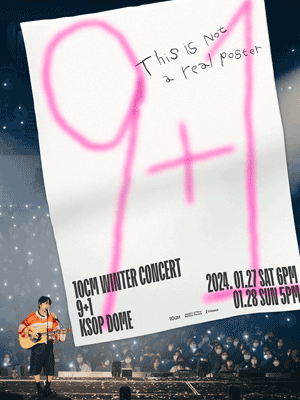 This is Not
a real poster
9+1
10CM WINTER CONCERT
9+1
KSOP DOME
2024. 01.27 SAT 6PM
01.28 SUN 5PM